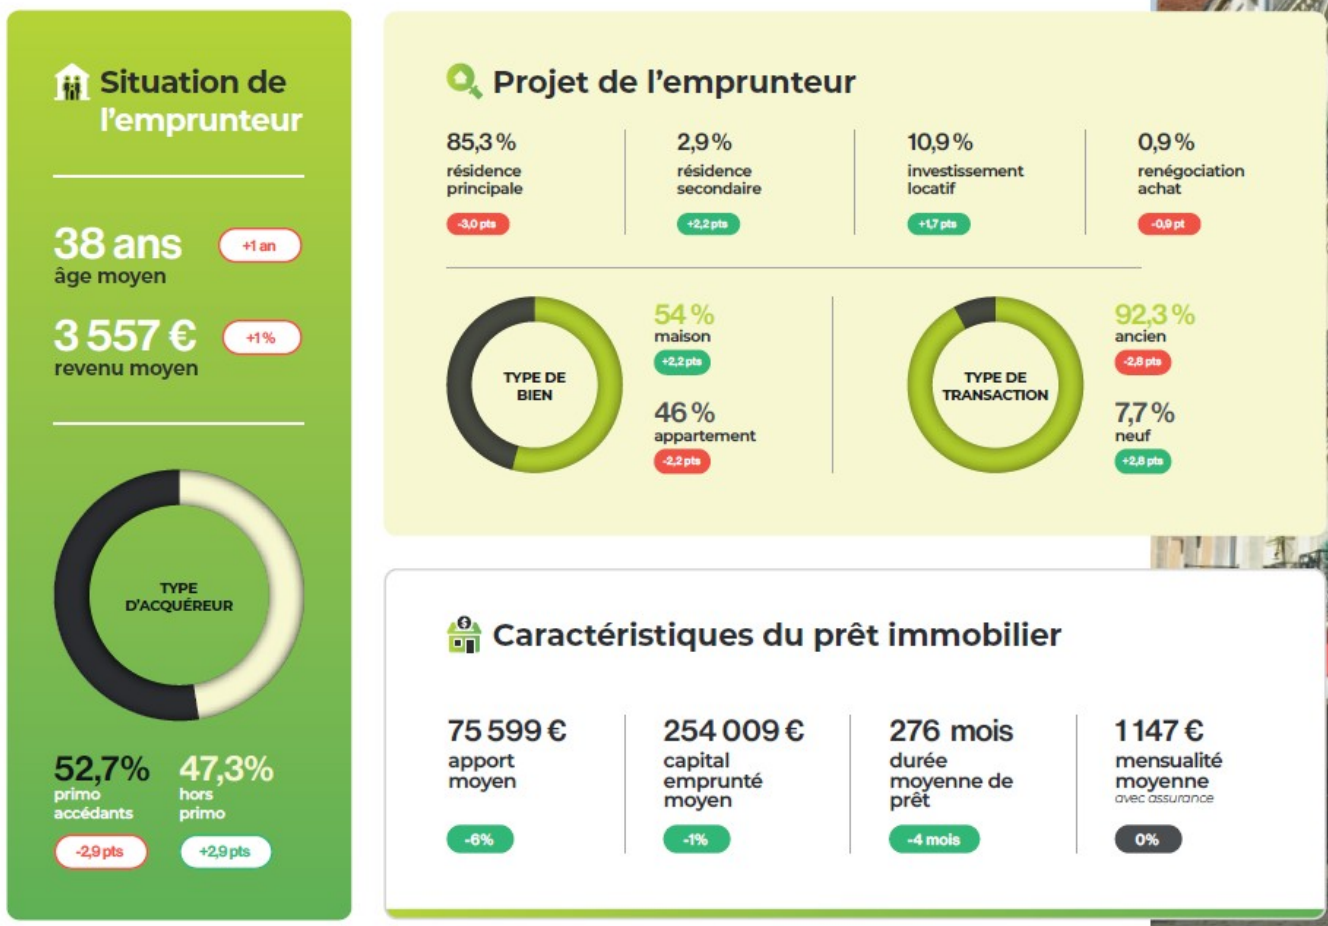 Situation de
l'emprunteur
38 ans
+1 an
âge moyen
3 557 €
+1 %
revenu moyen
TYPE
D'ACQUÉREUR
52,7%
primo
accédants
-2,9 pts
47,3%
hors
primo
+2,9 pts
Projet de l'emprunteur
85,3 %
résidence
principale
-3,0 pts
2,9 %
résidence
secondaire
+2,2 pts
10,9 %
investissement
locatif
+1,7 pts
0,9 %
renégociation
achat
-0,9 pt
TYPE DE
BIEN
54 %
maison
+2,2 pts
46 %
appartement
-2,2 pts
TYPE DE
TRANSACTION
92,3 %
ancien
-2,8 pts
7,7 %
neuf
+2,8 pts
Caractéristiques du prêt immobilier
75 599 €
apport
moyen
-6%
254 009 €
capital
emprunté
moyen
-1%
276 mois
durée
moyenne de
prêt
-4 mois
1 147 €
mensualité
moyenne
avec assurance
0%